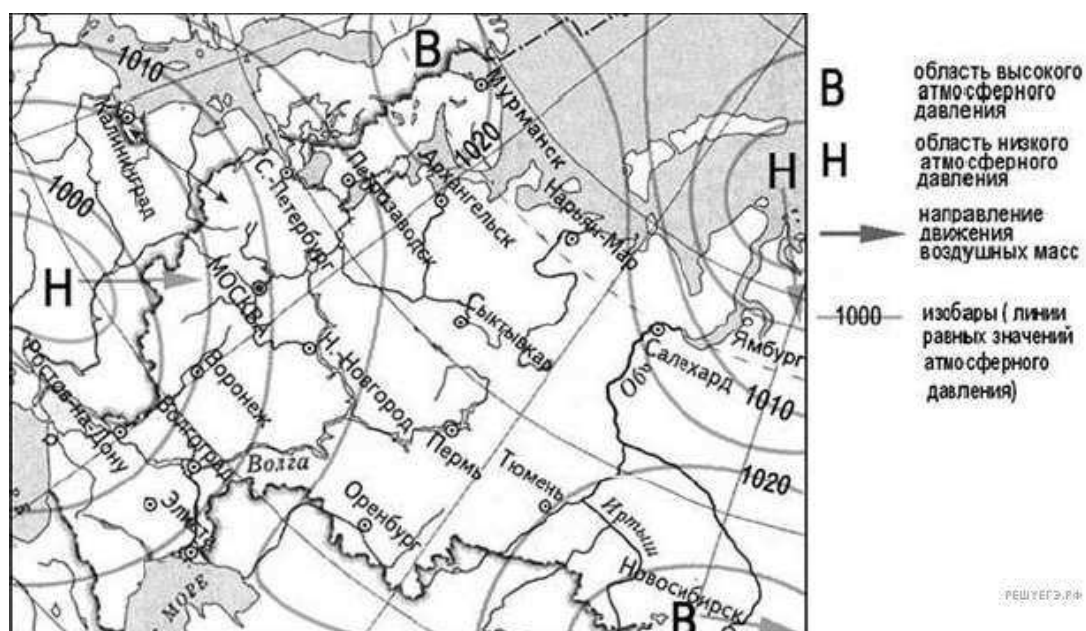 1010
В
Мурманск
Калининград
1020
С.-Петербург
Петрозаводск
Архангельск
Нарьян-Мар
Н
1000
Н
МОСКВА
Сыктывкар
Салехард
Ямбург
Обь
Ростов-на-Дону
Воронеж
Н. Новгород
1010
Волгоград
Волга
Пермь
Тюмень
1020
Элиста
Оренбург
Иртыш
Новосибирск
МОРЕ
В
В
область высокого
атмосферного
давления
Н
область низкого
атмосферного
давления
направление
движения
воздушных масс
1000
изобары ( линии
равных значений
атмосферного
давления)
РЕШУЕГЭ.РФ